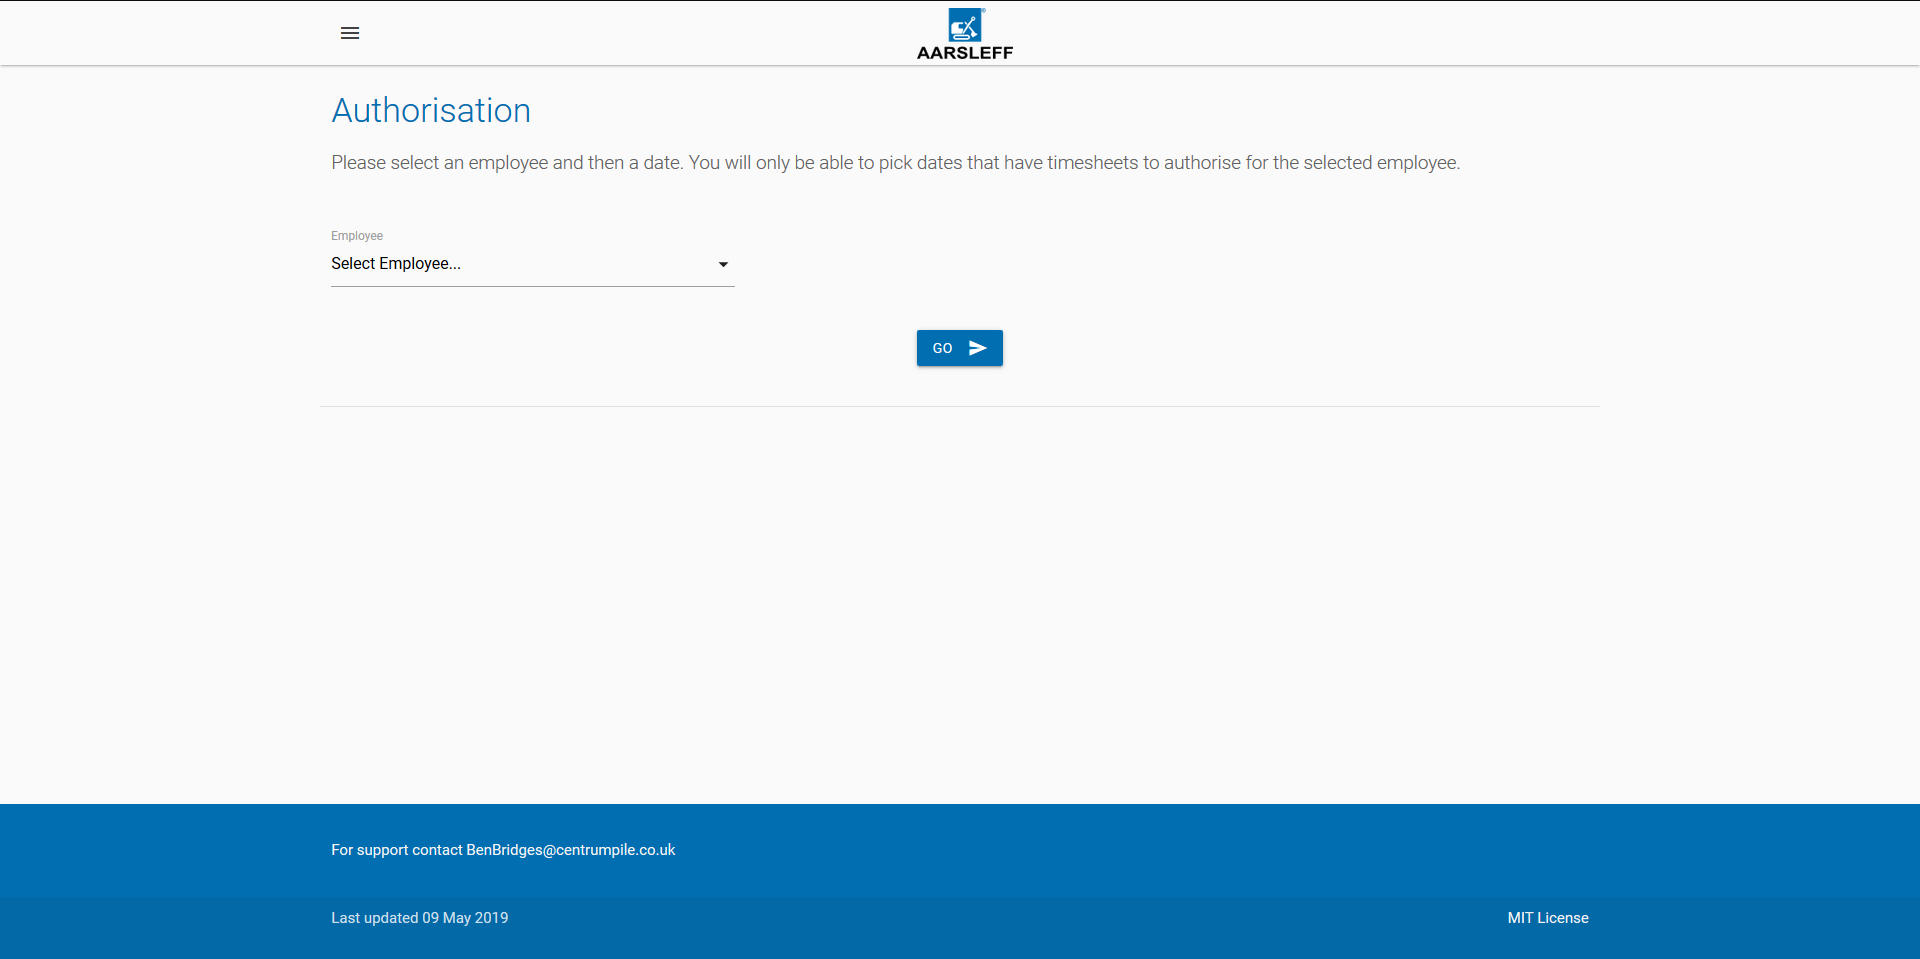 AARSLEFF
Authorisation
Please select an employee and then a date. You will only be able to pick dates that have timesheets to authorise for the selected employee.
Employee
Select Employee...
GO
For support contact BenBridges@centrumpile.co.uk
Last updated 09 May 2019
MIT License